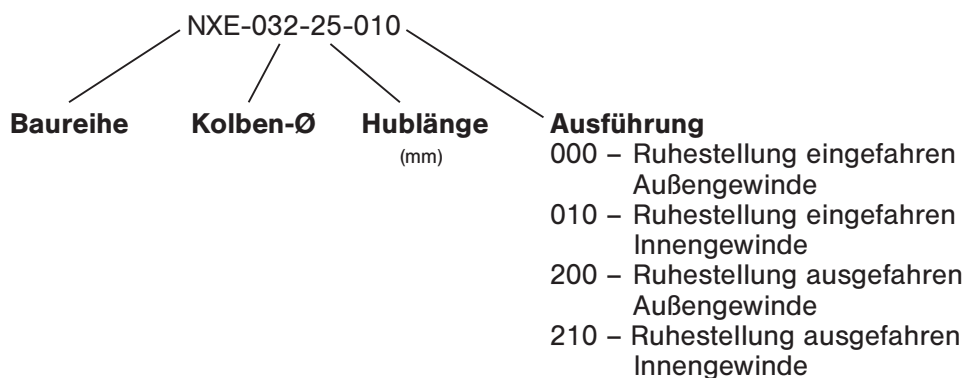 NXE-032-25-010
Baureihe Kolben-Ø Hublänge Ausführung
(mm)
000 – Ruhestellung eingefahren
Außengewinde
010 – Ruhestellung eingefahren
Innengewinde
200 – Ruhestellung ausgefahren
Außengewinde
210 – Ruhestellung ausgefahren
Innengewinde